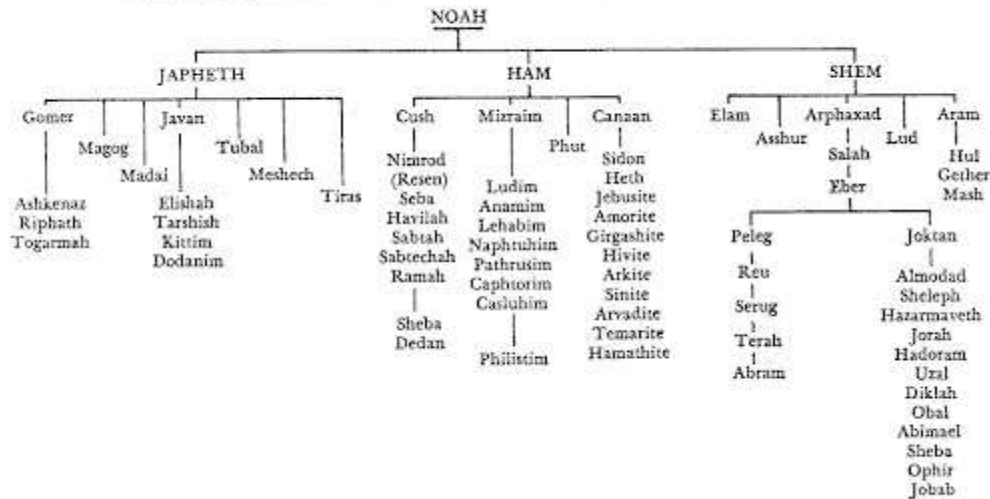 NOAH
JAPHETH HAM SHEM
Gomer Javan Cush Mizraim Canaan Elam Arphaxad Aram
Magog Tubal Phut Asshur Lud
Madai Meshech Nimrod Sidon Salah Hul
Tiras (Resen) Ludim Heth Eber Gether
Ashkenaz Elishah Seba Anamim Jebusite Mash
Riphath Tarshish Havilah Lehabim Amorite
Togarmah Kittim Sabtah Naphtuhim Girgashite Peleg Joktan
Dodanim Sabtechah Pathrusim Hivite
Ramah Caphtorim Arkite Reu Almodad
Casluhim Sinite Sheleph
Sheba Arvadite Serug Hazarmaveth
Dedan Temarite Terah Jorah
Philistim Hamathite Hadoram
Abram Uzal
Diklah
Obal
Abimael
Sheba
Ophir
Jobab